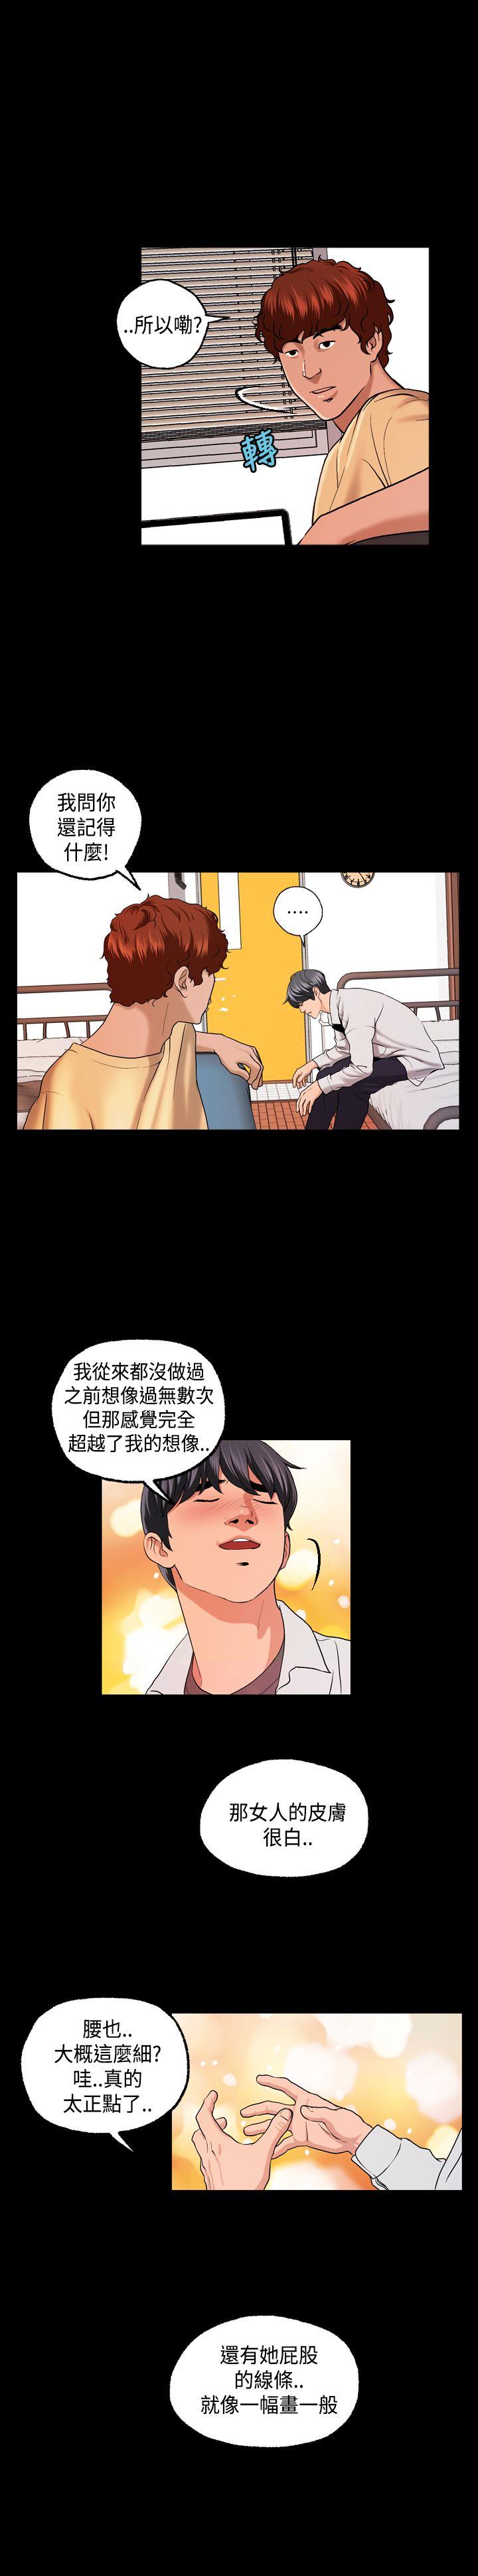 ..所以嘞?
轉
我問你
還記得
什麼!
....
我從來都沒做過
之前想像過無數次
但那感覺完全
超越了我的想像..
那女人的皮膚
很白..
腰也..
大概這麼細?
哇..真的
太正點了..
還有她屁股
的線條..
就像一幅畫一般